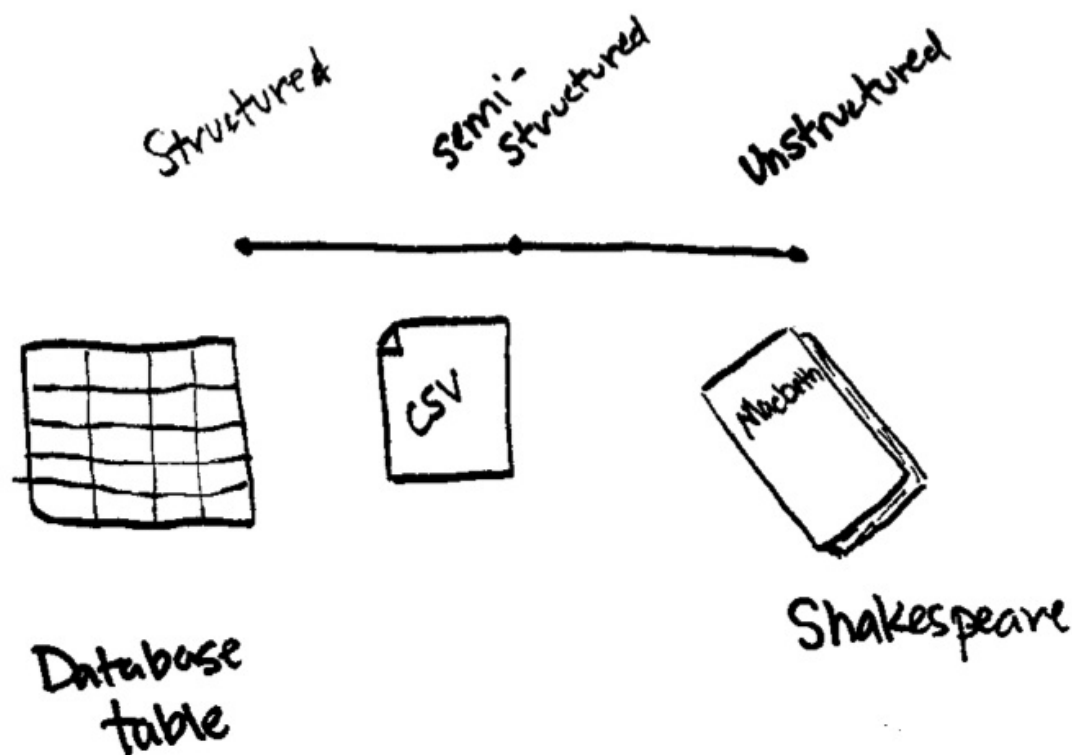 Structured
semi-
Structured
Unstructured
CSV
Macbeth
Database
table
Shakespeare